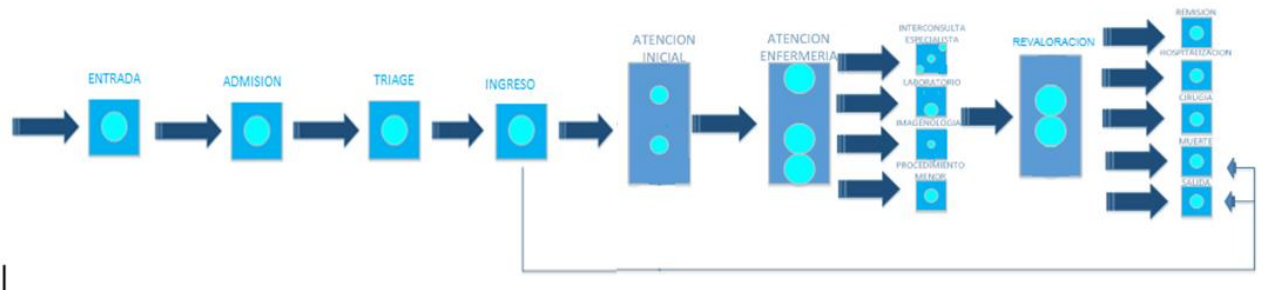 ENTRADA
ADMISION
TRIAGE
INGRESO
ATENCION
INICIAL
ATENCION
ENFERMERIA
INTERCONSULTA
ESPECIALISTA
LABORATORIO
IMAGENOLOGIA
PROCEDIMIENTO
MENOR
REVALORACION
REMISION
HOSPITALIZACION
CIRUGIA
MUERTE
SALIDA